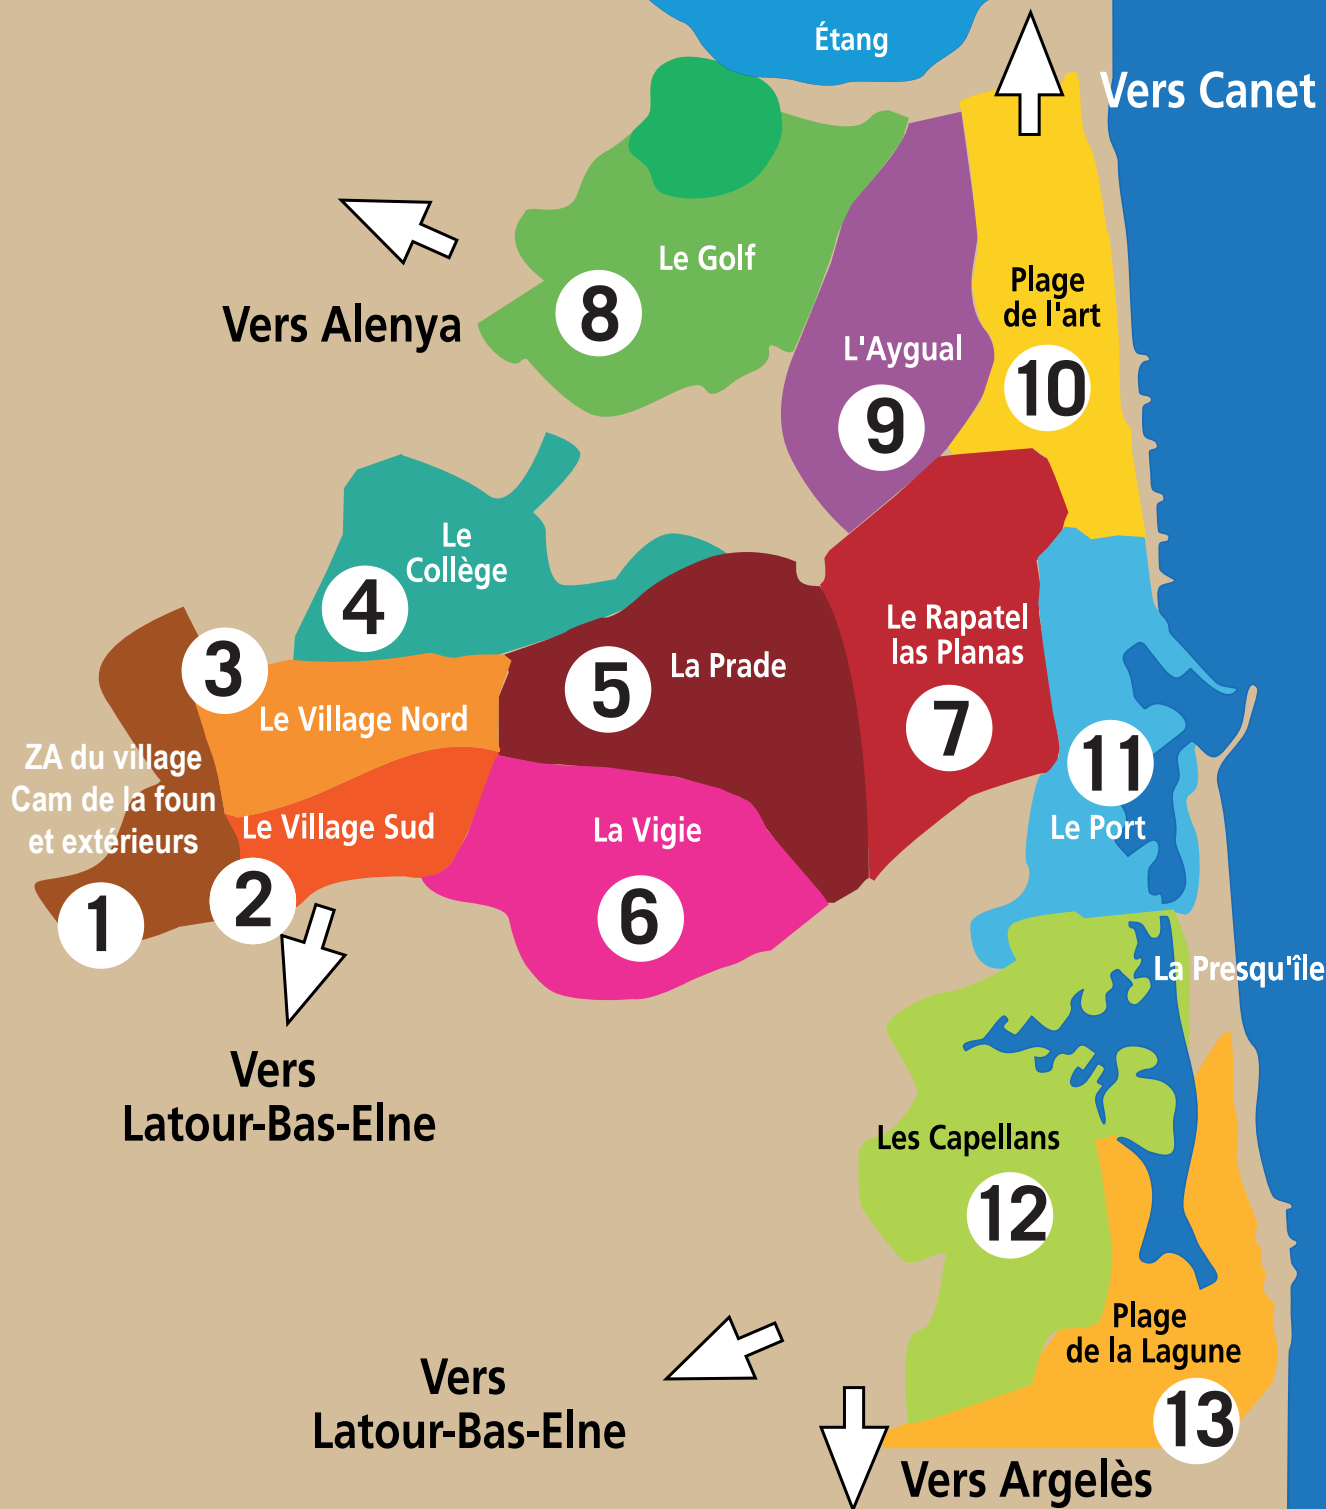 Étang
Vers Canet
Le Golf
8
Vers Alenya
Plage
de l'art
10
L'Aygual
9
Le
Collège
4
Le Rapatel
las Planas
7
3
5
La Prade
Le Village Nord
ZA du village
Cam de la foun
et extérieurs
1
Le Village Sud
2
La Vigie
6
11
Le Port
La Presqu'île
Vers
Latour-Bas-Elne
Les Capellans
12
Plage
de la Lagune
13
Vers
Latour-Bas-Elne
Vers Argelès